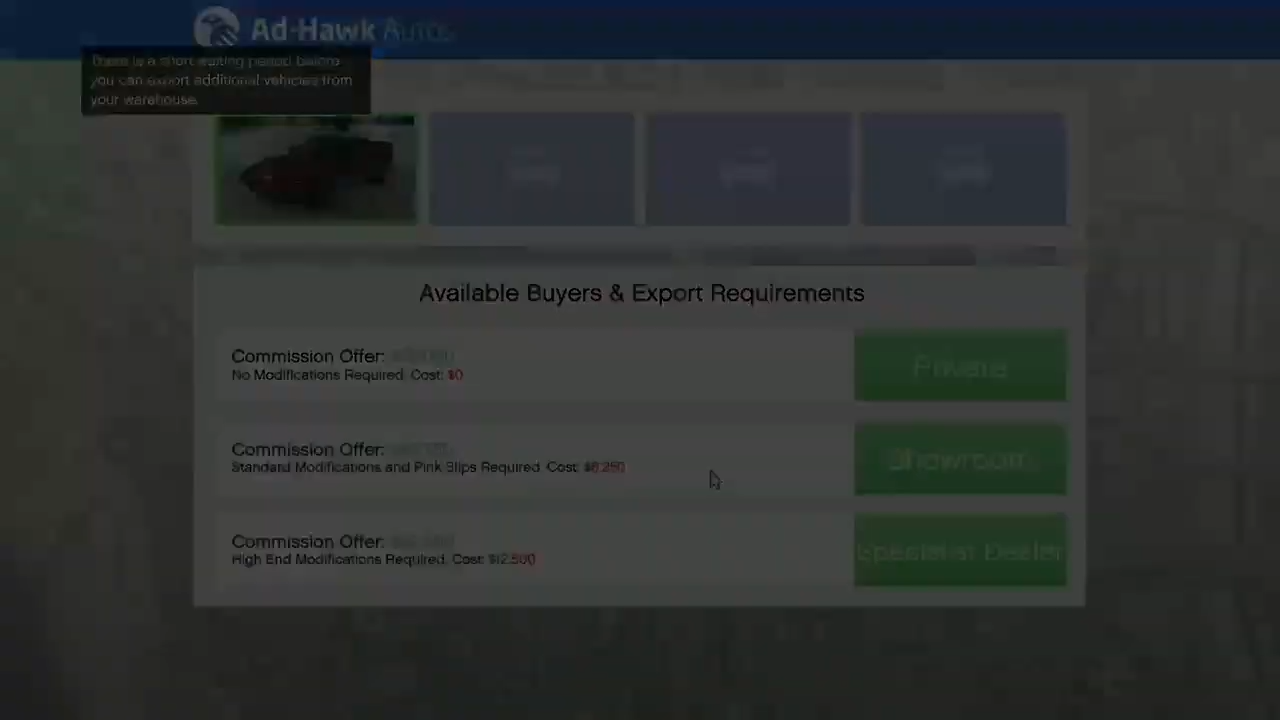 Ad-Hawk Autos
There is a short waiting period before
you can export additional vehicles from
your warehouse.
Available Buyers & Export Requirements
Commission Offer:
No Modifications Required. Cost: $0
Private
Commission Offer:
Standard Modifications and Pink Slips Required. Cost: $6,250
Showroom
Commission Offer:
High End Modifications Required. Cost: $12,500
Specialist Dealer